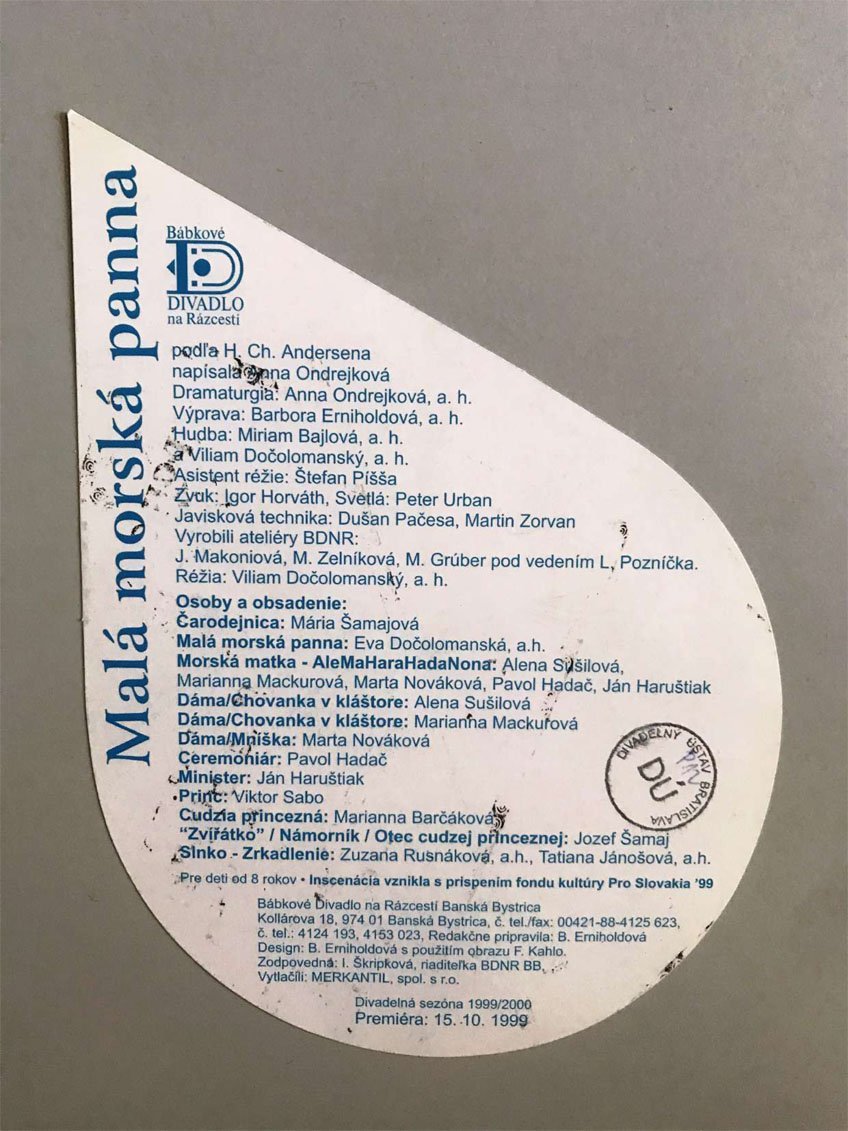 Malá morská panna
Bábkové
DIVADLO
na Rázcestí
podľa H. Ch. Andersena
napísala Anna Ondrejková
Dramaturgia: Anna Ondrejková, a. h.
Výprava: Barbora Erniholdová, a. h.
Hudba: Miriam Bajlová, a. h.
a Viliam Dočolomanský, a. h.
Asistent réžie: Štefan Píšša
Zvuk: Igor Horváth, Svetlá: Peter Urban
Javisková technika: Dušan Pačesa, Martin Zorvan
Vyrobili ateliéry BDNR:
J. Makoniová, M. Zelníková, M. Grúber pod vedením L. Pozníčka.
Réžia: Viliam Dočolomanský, a. h.
Osoby a obsadenie:
Čarodejnica: Mária Šamajová
Malá morská panna: Eva Dočolomanská, a.h.
Morská matka - AleMaHaraHadaNona: Alena Sušilová,
Marianna Mackurová, Marta Nováková, Pavol Hadač, Ján Haruštiak
Dáma/Chovanka v kláštore: Alena Sušilová
Dáma/Chovanka v kláštore: Marianna Mackurová
Dáma/Mníška: Marta Nováková
Ceremoniár: Pavol Hadač
Minister: Ján Haruštiak
Princ: Viktor Sabo
Cudzia princezná: Marianna Barčáková
"Zvířátko" / Námorník / Otec cudzej princeznej: Jozef Šamaj
Slnko - Zrkadlenie: Zuzana Rusnáková, a.h., Tatiana Jánošová, a.h.
Pre deti od 8 rokov • Inscenácia vznikla s prispením fondu kultúry Pro Slovakia '99
Bábkové Divadlo na Rázcestí Banská Bystrica
Kollárova 18, 974 01 Banská Bystrica, č. tel./fax: 00421-88-4125 623,
č. tel.: 4124 193, 4153 023, Redakčne pripravila: B. Erniholdová
Design: B. Erniholdová s použitím obrazu F. Kahlo.
Zodpovedná: I. Škripková, riaditeľka BDNR BB,
Vytlačili: MERKANTIL, spol. s r.o.
Divadelná sezóna 1999/2000
Premiéra: 15. 10. 1999
DIVADELNÝ ÚSTAV BRATISLAVA
DÚ